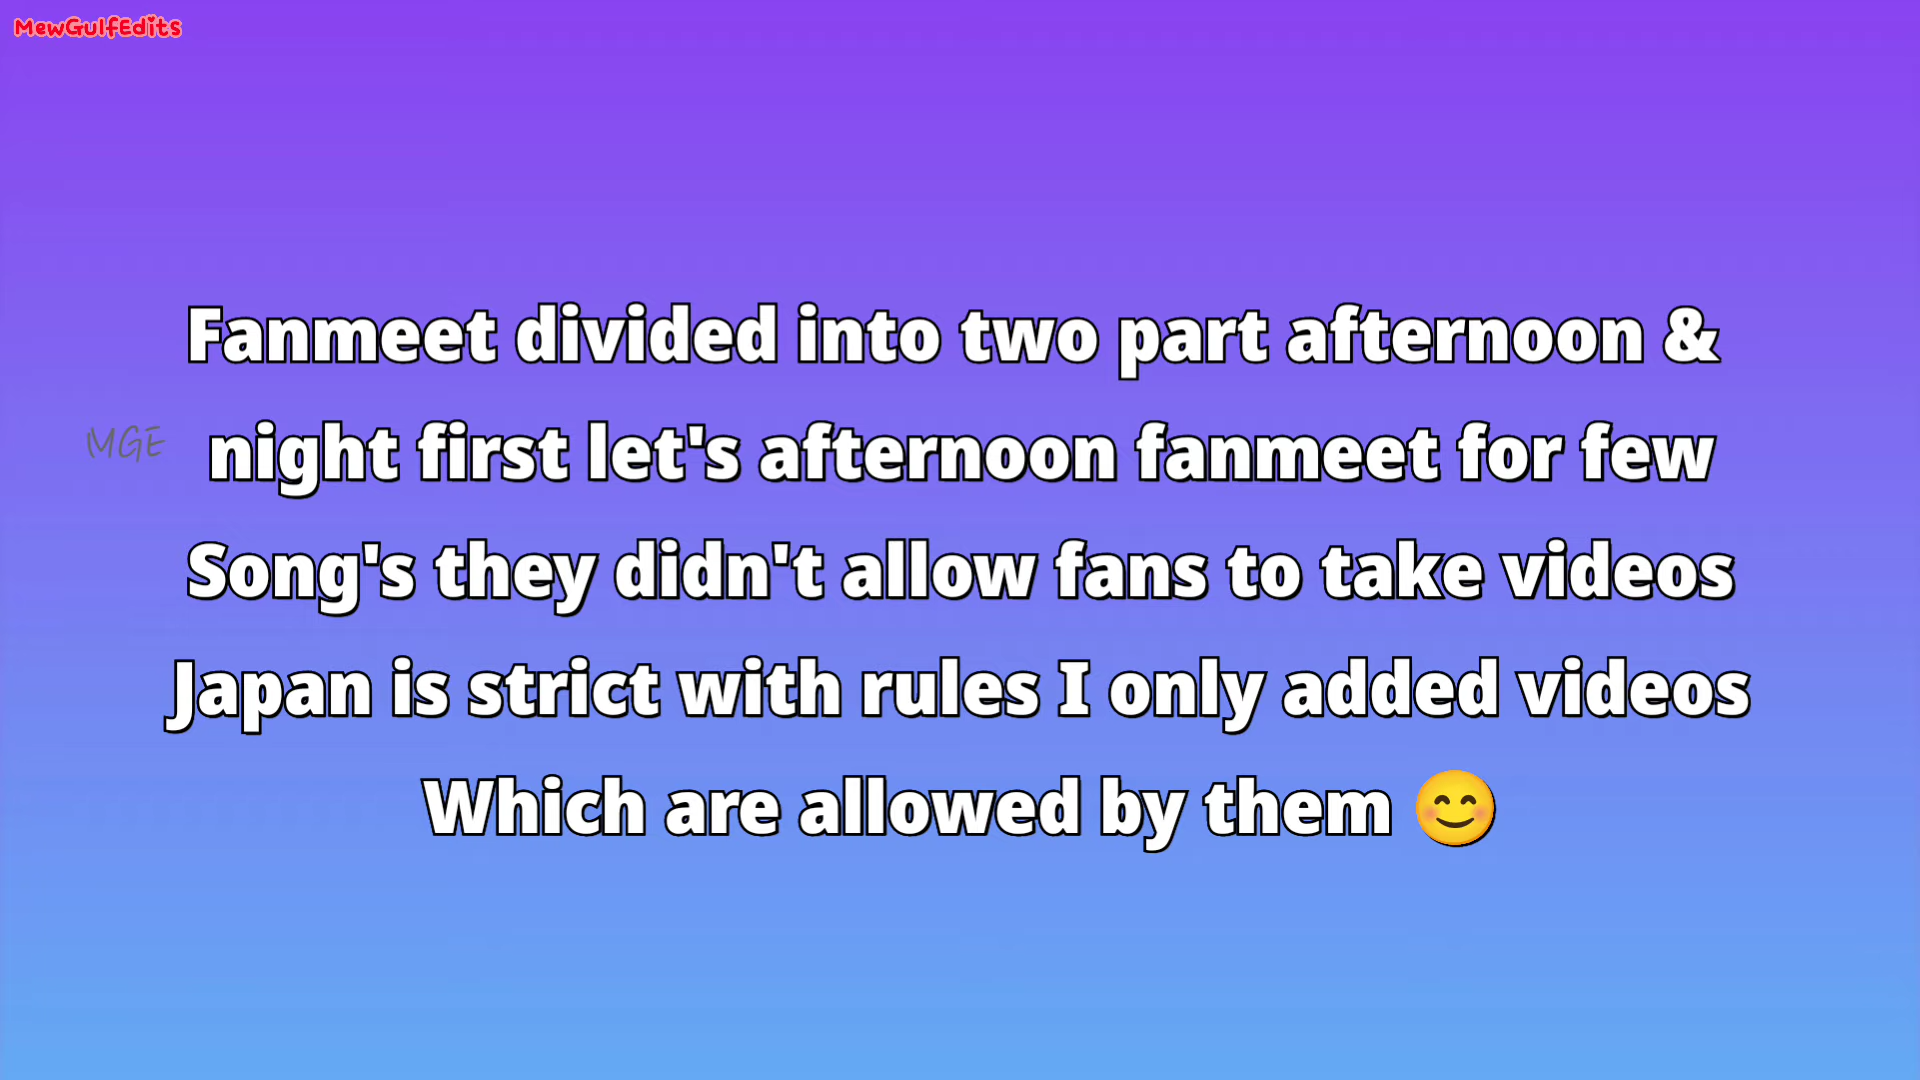 MewGulfEdits
Fanmeet divided into two part afternoon &
MGE
night first let's afternoon fanmeet for few
Song's they didn't allow fans to take videos
Japan is strict with rules I only added videos
Which are allowed by them 😊